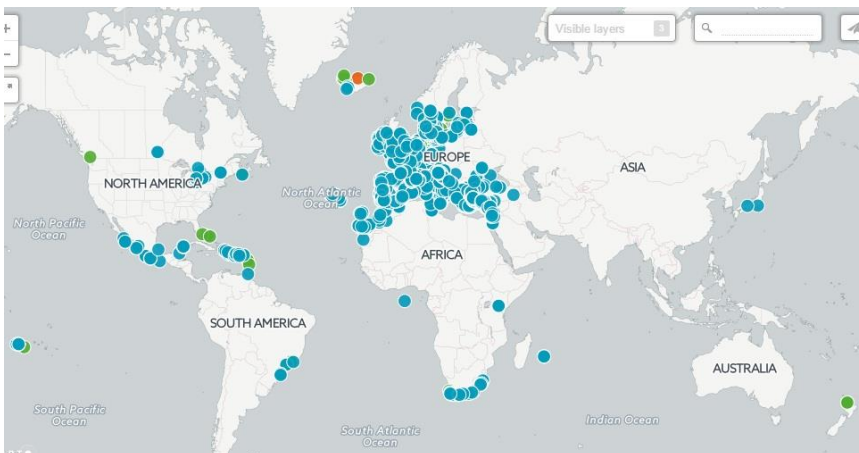 Visible layers 5
EUROPE
ASIA
NORTH AMERICA
North Atlantic
Ocean
North Pacific
Ocean
AFRICA
SOUTH AMERICA
AUSTRALIA
South Pacific
Ocean
Indian Ocean
South Atlantic
Ocean